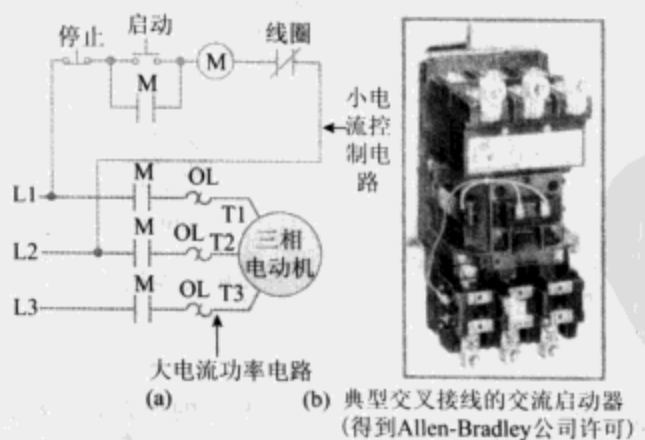 停止
启动
M
线圈
M
小电
流控
制电
路
L1
M
OL
T1
L2
M
OL
T2
三相
电动机
L3
M
OL
T3
大电流功率电路
(a)
(b) 典型交叉接线的交流启动器
(得到Allen-Bradley公司许可)